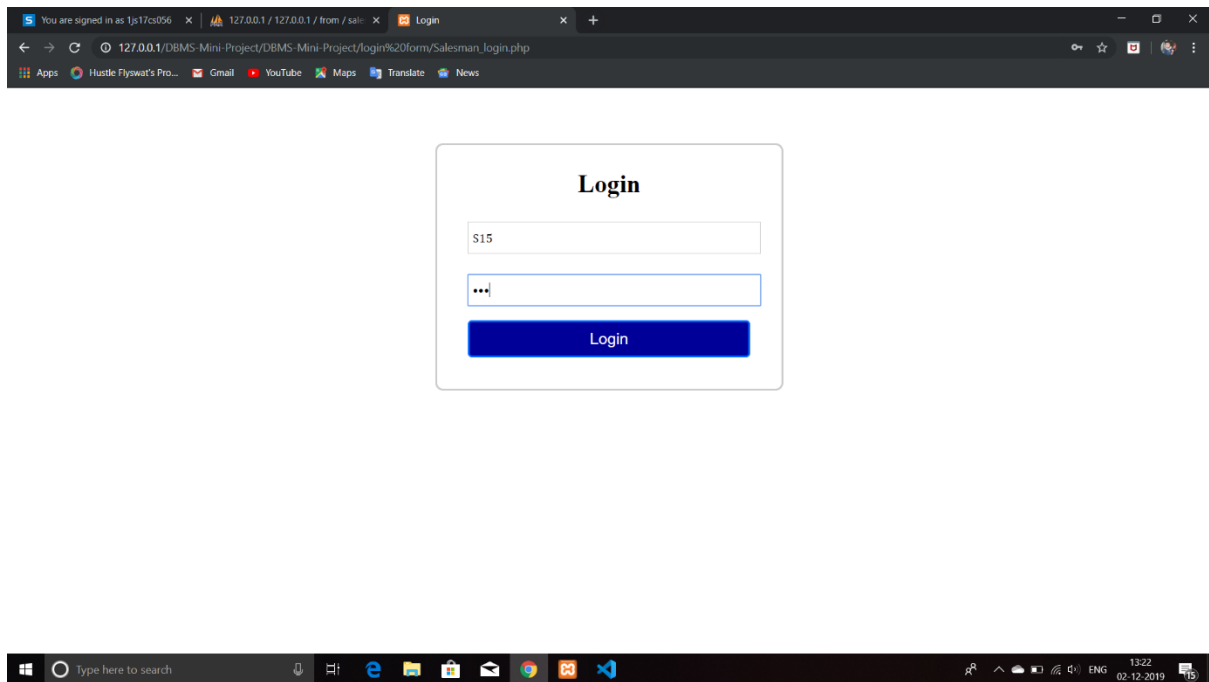 You are signed in as 1js17cs056
127.0.0.1 / 127.0.0.1 / from / sale
Login
127.0.0.1/DBMS-Mini-Project/DBMS-Mini-Project/login%20form/Salesman_login.php
Apps Hustle Flyswat's Pro... Gmail YouTube Maps Translate News
Login
S15
•••
Login
Type here to search
ENG
13:22
02-12-2019
15